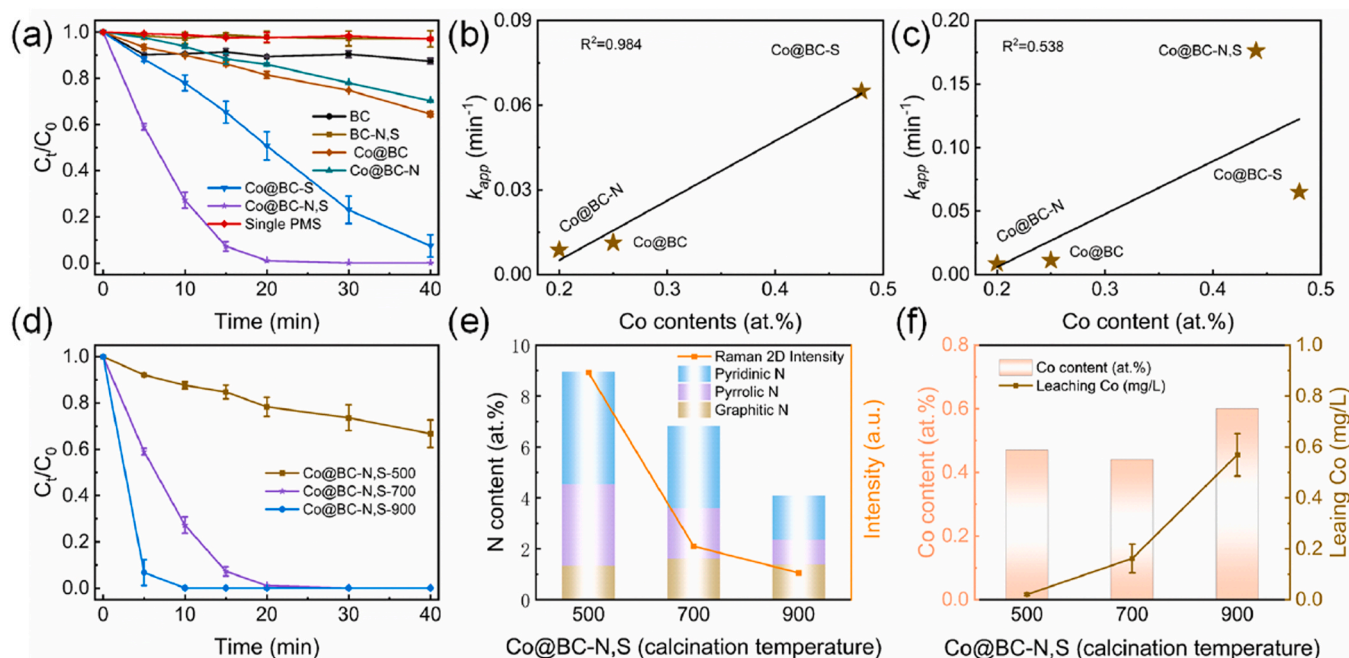 (a)
C_t/C_0
1.0
0.8
0.6
0.4
0.2
0.0
BC
BC-N,S
Co@BC
Co@BC-N
Co@BC-S
Co@BC-N,S
Single PMS
0 10 20 30 40
Time (min)
(b)
k_app (min⁻¹)
0.09
0.06
0.03
0.00
R²=0.984
Co@BC-S
Co@BC-N
Co@BC
0.2 0.3 0.4 0.5
Co contents (at.%)
(c)
k_app (min⁻¹)
0.20
0.15
0.10
0.05
0.00
R²=0.538
Co@BC-N,S
Co@BC-S
Co@BC-N
Co@BC
0.2 0.3 0.4 0.5
Co content (at.%)
(d)
C_t/C_0
1.0
0.8
0.6
0.4
0.2
0.0
Co@BC-N,S-500
Co@BC-N,S-700
Co@BC-N,S-900
0 10 20 30 40
Time (min)
(e)
N content (at.%)
10
8
6
4
2
0
Raman 2D Intensity
Pyridinic N
Pyrrolic N
Graphitic N
Intensity (a.u.)
500 700 900
Co@BC-N,S (calcination temperature)
(f)
Co content (at.%)
0.8
0.6
0.4
0.2
0.0
Co content (at.%)
Leaching Co (mg/L)
1.0
0.8
0.6
0.4
0.2
0.0
Leaing Co (mg/L)
500 700 900
Co@BC-N,S (calcination temperature)